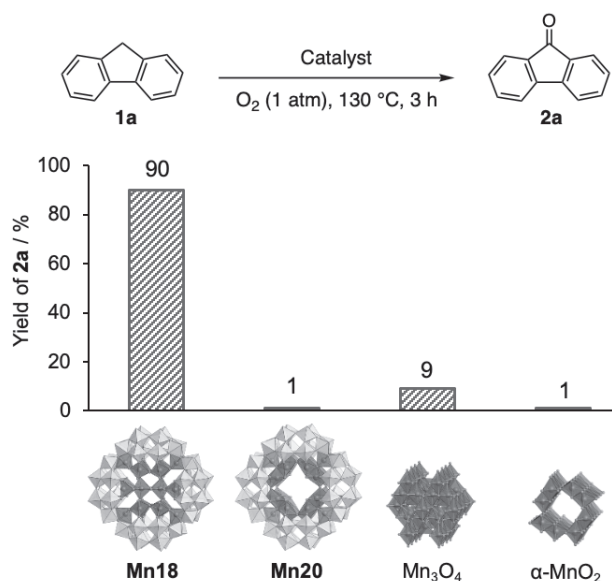 O
Catalyst
O₂ (1 atm), 130 °C, 3 h
1a
2a
Yield of 2a / %
100
80
60
40
20
0
90
1
9
1
Mn18
Mn20
Mn₃O₄
α-MnO₂